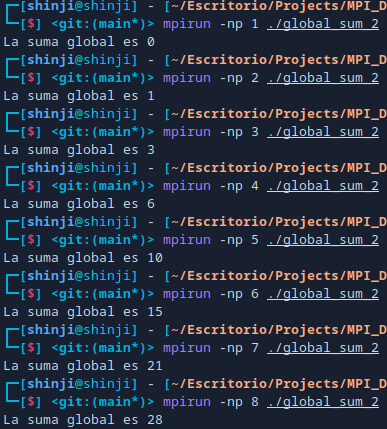 [shinji@shinji] - [~/Escritorio/Projects/MPI_D
[$] <git:(main*)> mpirun -np 1 ./global_sum_2
La suma global es 0
[shinji@shinji] - [~/Escritorio/Projects/MPI_D
[$] <git:(main*)> mpirun -np 2 ./global_sum_2
La suma global es 1
[shinji@shinji] - [~/Escritorio/Projects/MPI_D
[$] <git:(main*)> mpirun -np 3 ./global_sum_2
La suma global es 3
[shinji@shinji] - [~/Escritorio/Projects/MPI_D
[$] <git:(main*)> mpirun -np 4 ./global_sum_2
La suma global es 6
[shinji@shinji] - [~/Escritorio/Projects/MPI_D
[$] <git:(main*)> mpirun -np 5 ./global_sum_2
La suma global es 10
[shinji@shinji] - [~/Escritorio/Projects/MPI_D
[$] <git:(main*)> mpirun -np 6 ./global_sum_2
La suma global es 15
[shinji@shinji] - [~/Escritorio/Projects/MPI_D
[$] <git:(main*)> mpirun -np 7 ./global_sum_2
La suma global es 21
[shinji@shinji] - [~/Escritorio/Projects/MPI_D
[$] <git:(main*)> mpirun -np 8 ./global_sum_2
La suma global es 28